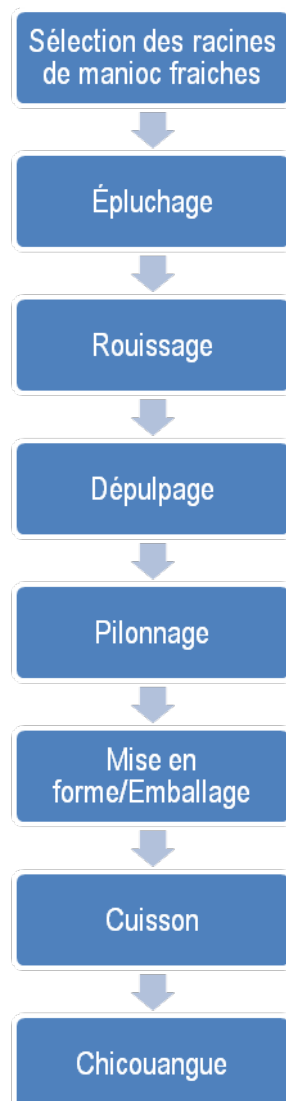 Sélection des racines
de manioc fraiches
Épluchage
Rouissage
Dépulpage
Pilonnage
Mise en
forme/Emballage
Cuisson
Chicouangue